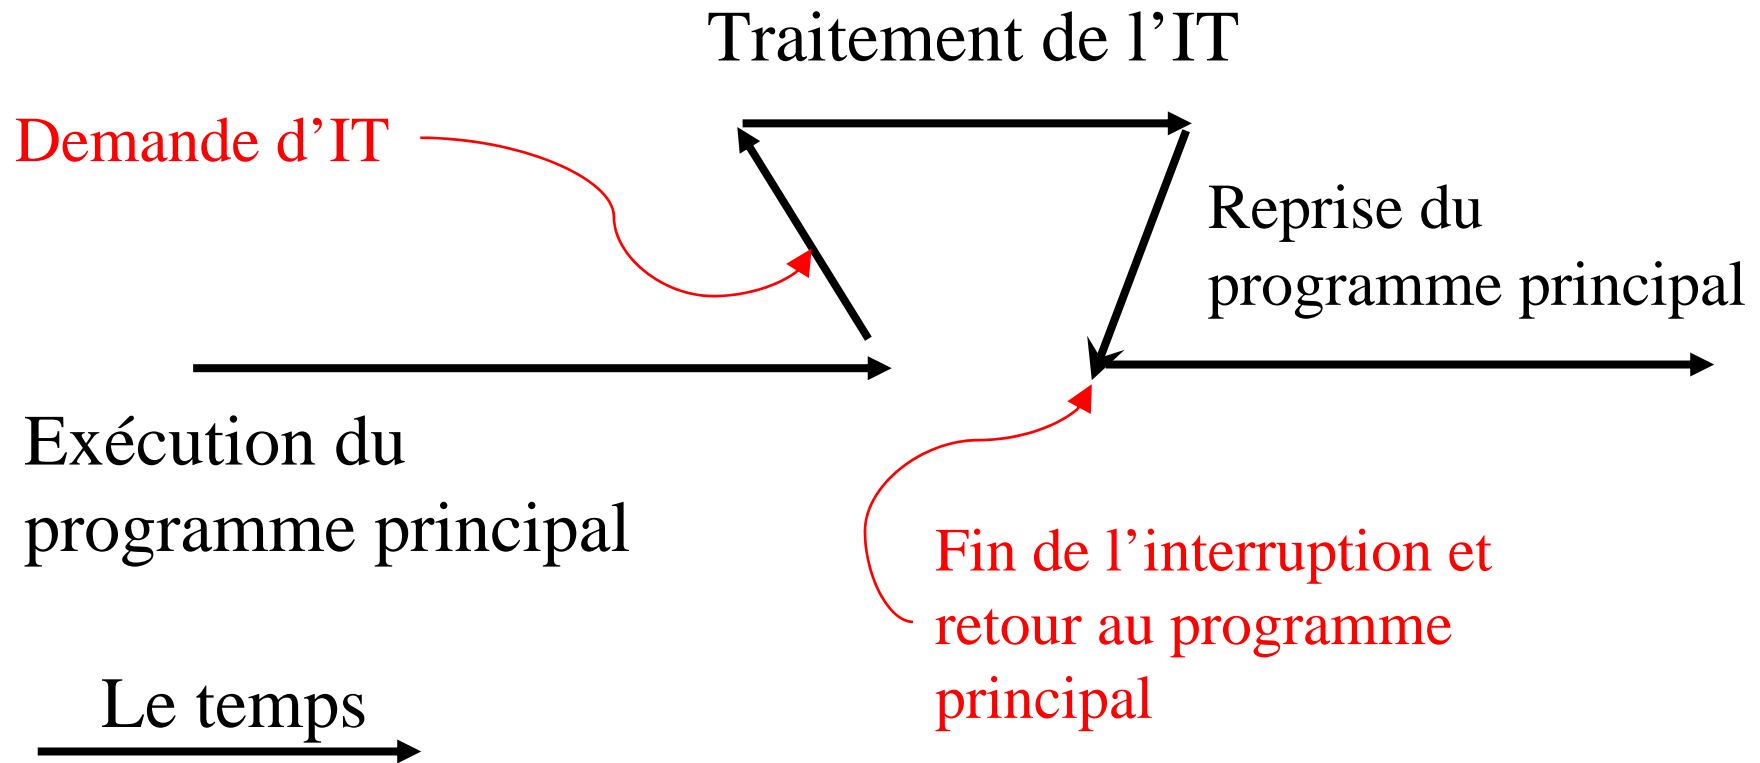 Traitement de l’IT
Demande d’IT
Reprise du
programme principal
Exécution du
programme principal
Fin de l’interruption et
retour au programme
principal
Le temps